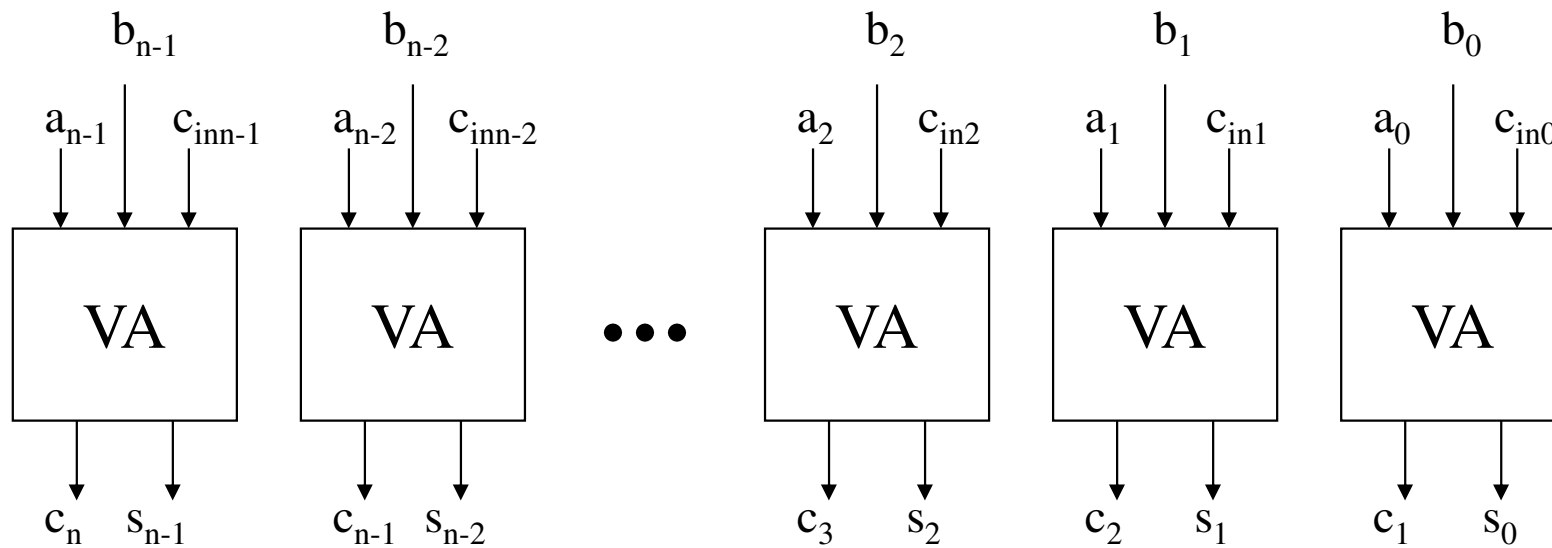 b_{n-1} b_{n-2} b_2 b_1 b_0
a_{n-1} c_{inn-1} a_{n-2} c_{inn-2} a_2 c_{in2} a_1 c_{in1} a_0 c_{in0}
VA VA ••• VA VA VA
c_n s_{n-1} c_{n-1} s_{n-2} c_3 s_2 c_2 s_1 c_1 s_0